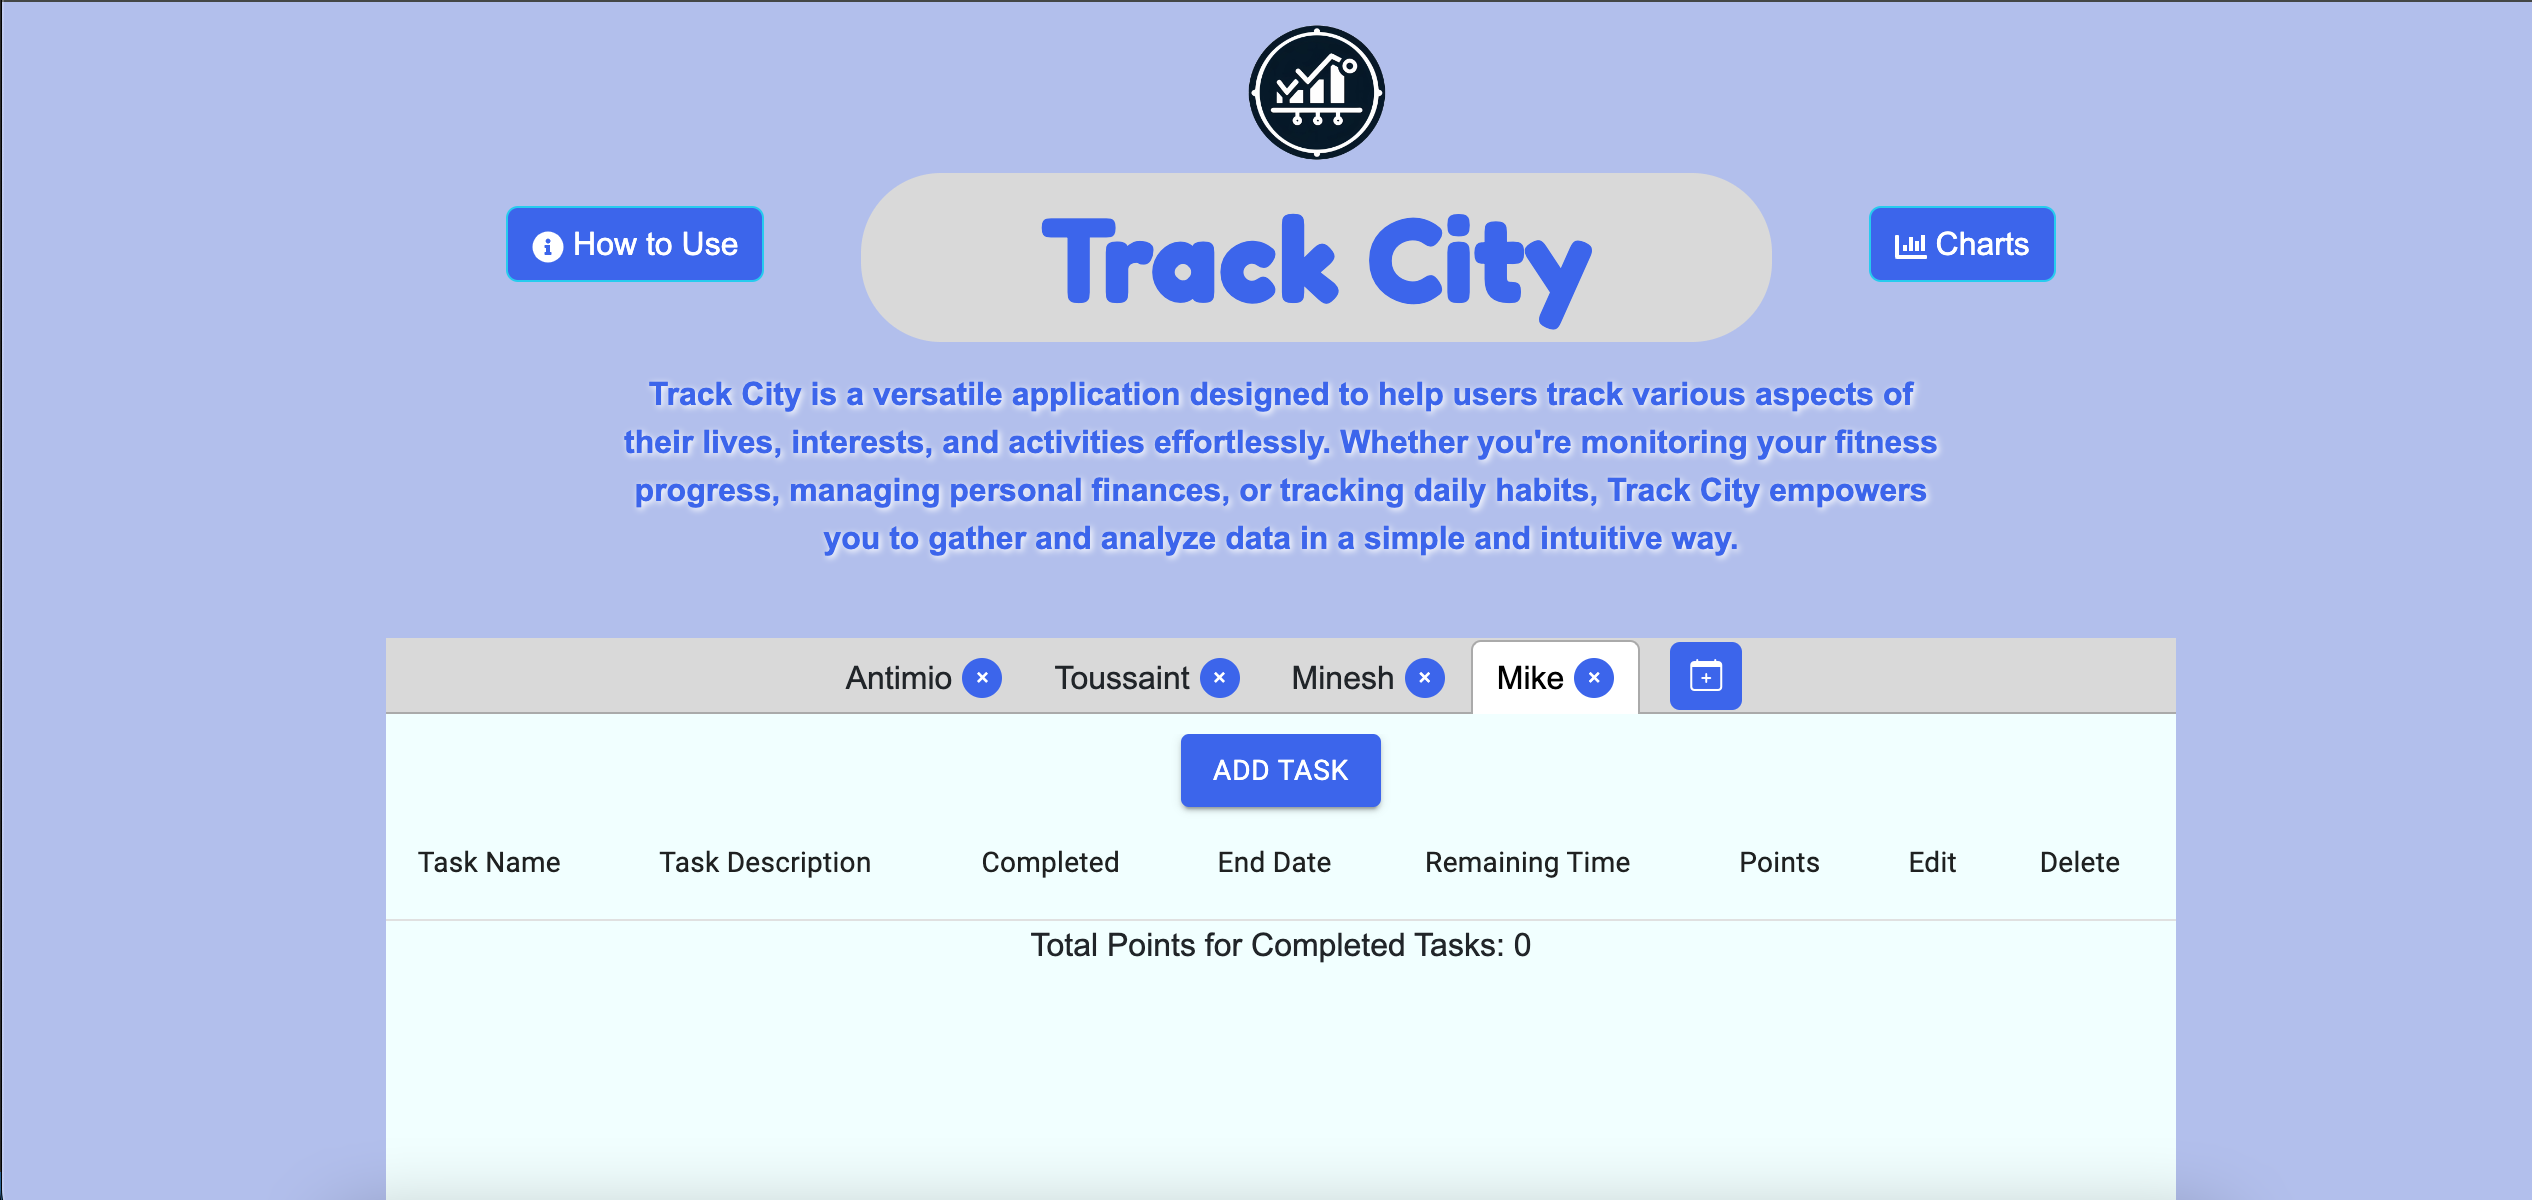 Track City
How to Use
Charts
Track City is a versatile application designed to help users track various aspects of
their lives, interests, and activities effortlessly. Whether you're monitoring your fitness
progress, managing personal finances, or tracking daily habits, Track City empowers
you to gather and analyze data in a simple and intuitive way.
Antimio × Toussaint × Minesh × Mike ×
ADD TASK
Task Name Task Description Completed End Date Remaining Time Points Edit Delete
Total Points for Completed Tasks: 0